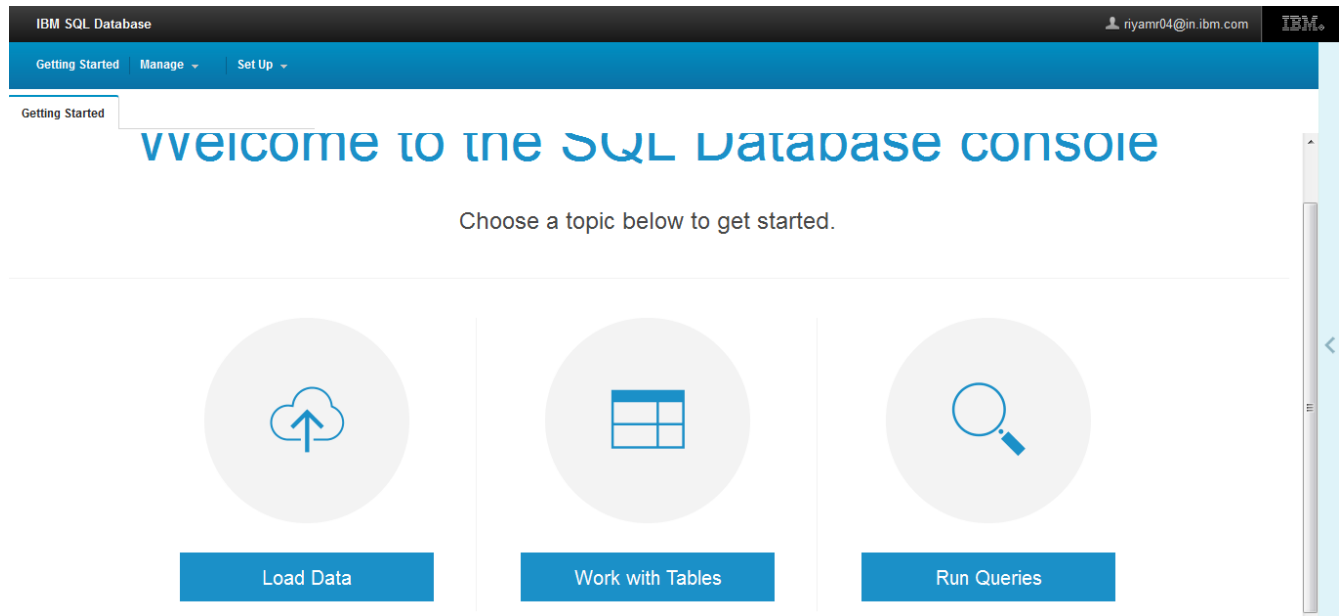 IBM SQL Database
riyamr04@in.ibm.com
IBM
Getting Started
Manage
Set Up
Getting Started
Welcome to the SQL Database console
Choose a topic below to get started.
Load Data
Work with Tables
Run Queries